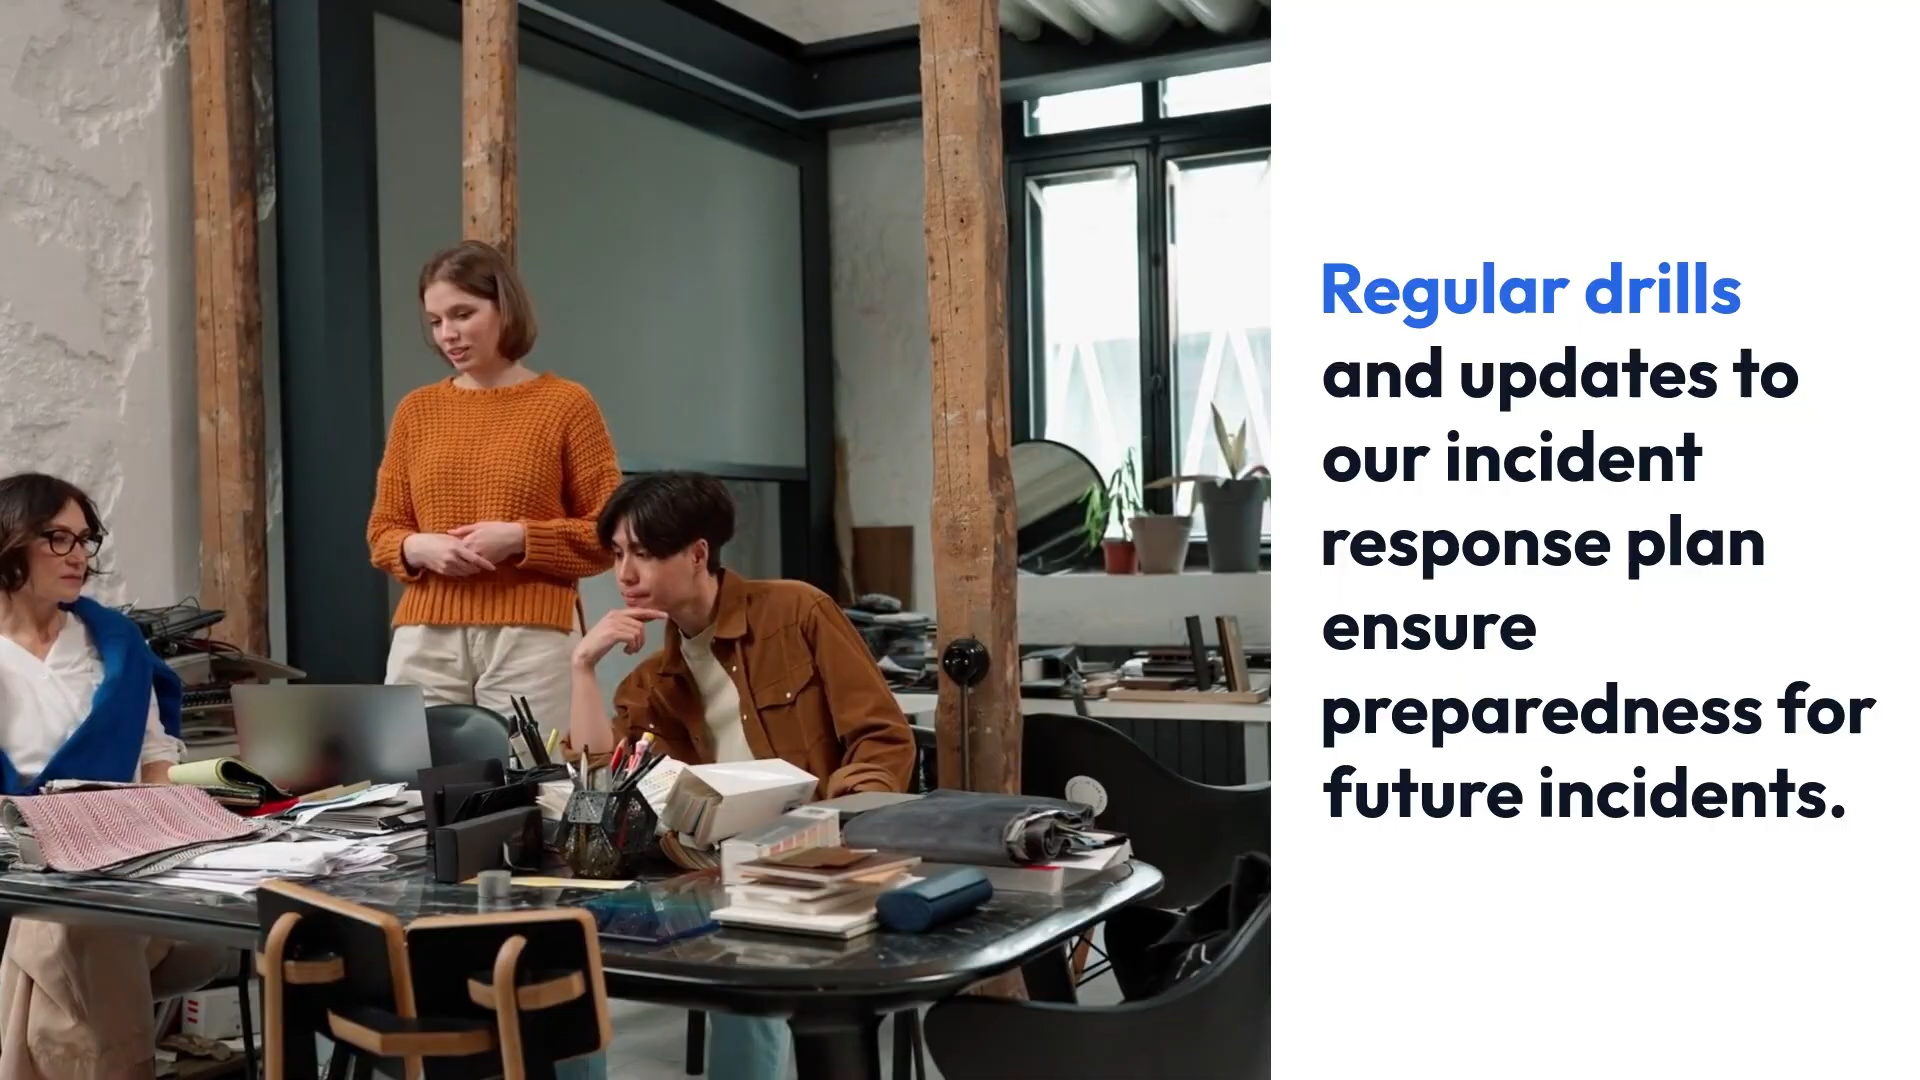 Regular drills
and updates to
our incident
response plan
ensure
preparedness for
future incidents.